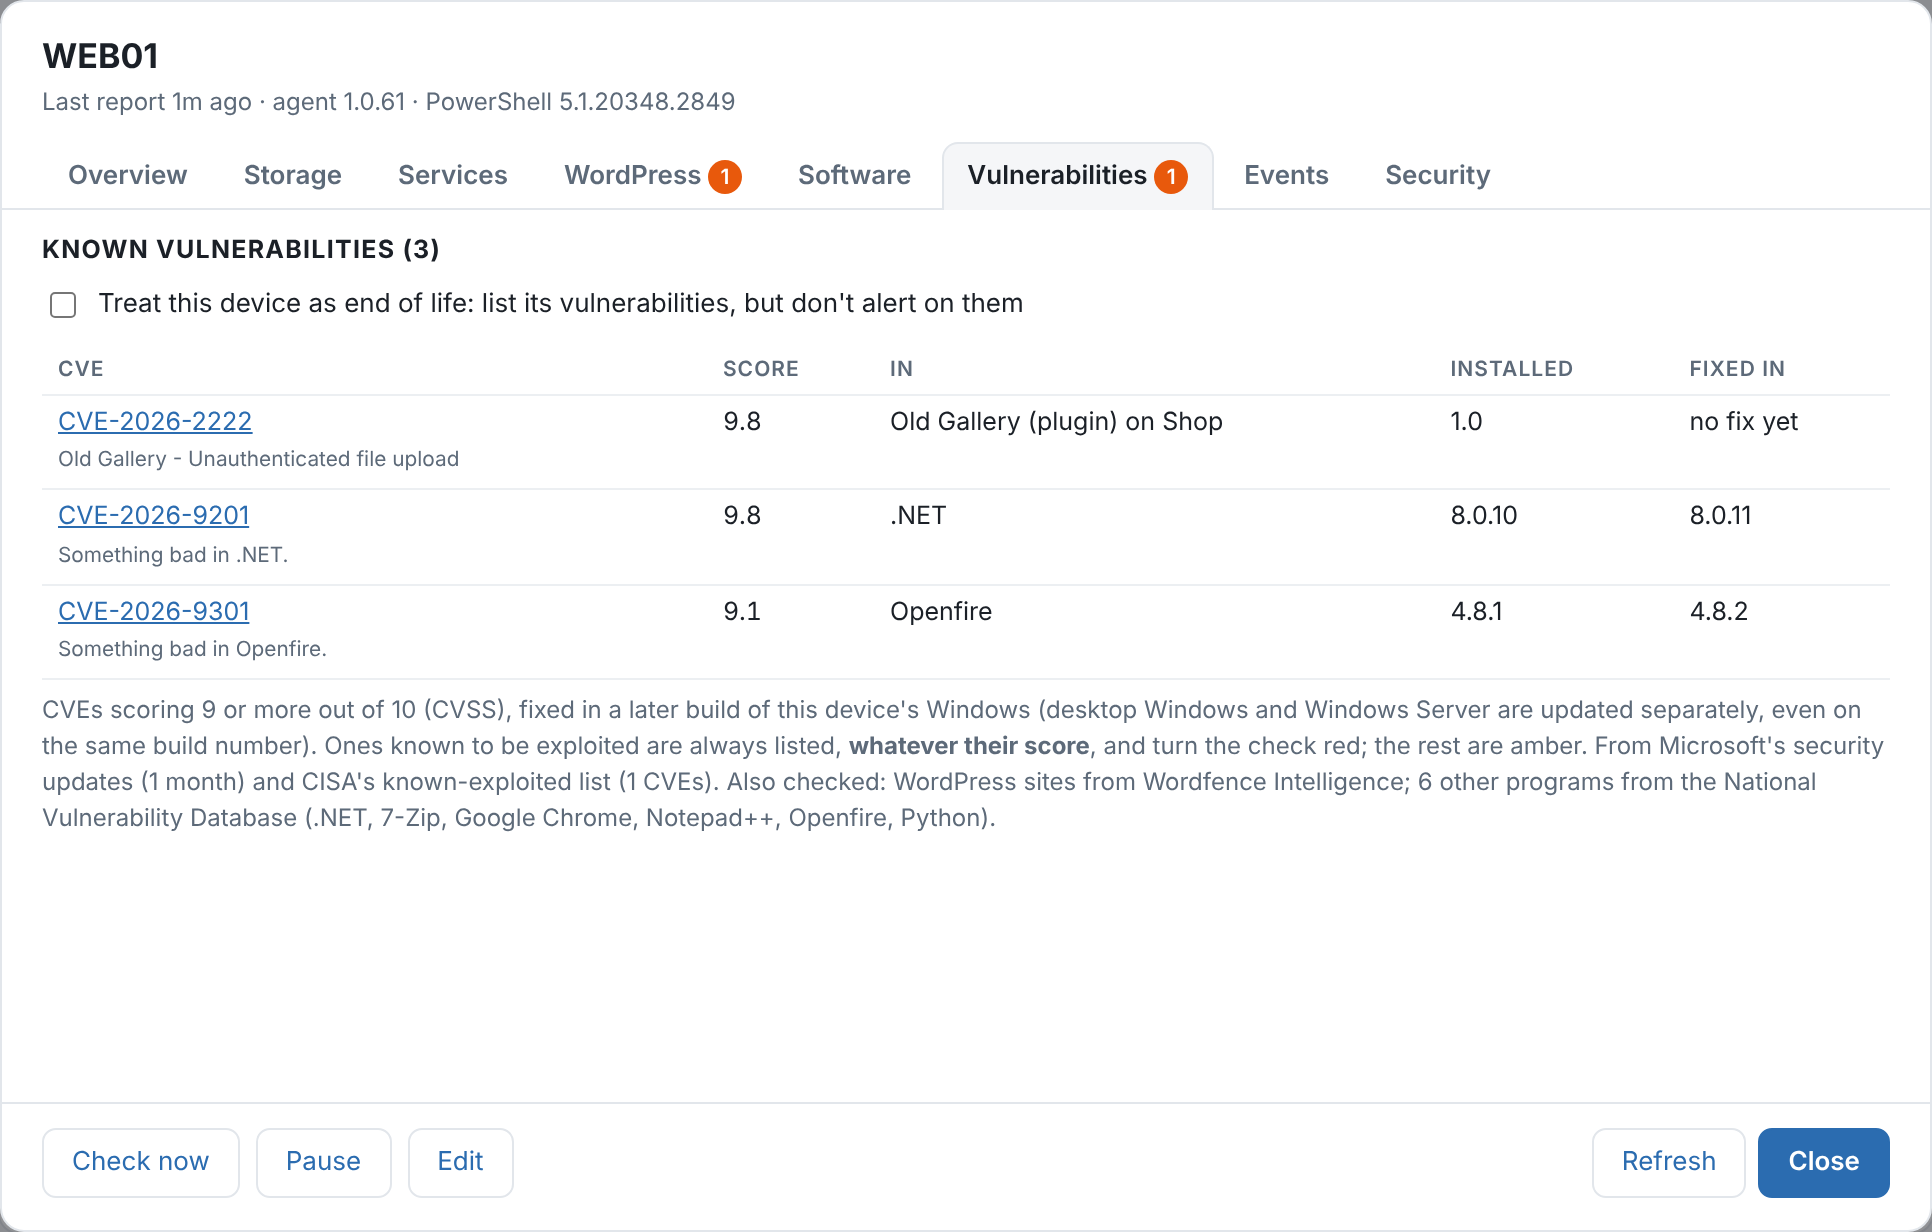 WEB01
Last report 1m ago · agent 1.0.61 · PowerShell 5.1.20348.2849
Overview Storage Services WordPress 1 Software Vulnerabilities 1 Events Security
KNOWN VULNERABILITIES (3)
Treat this device as end of life: list its vulnerabilities, but don't alert on them
CVE SCORE IN INSTALLED FIXED IN
CVE-2026-2222 9.8 Old Gallery (plugin) on Shop 1.0 no fix yet
Old Gallery - Unauthenticated file upload
CVE-2026-9201 9.8 .NET 8.0.10 8.0.11
Something bad in .NET.
CVE-2026-9301 9.1 Openfire 4.8.1 4.8.2
Something bad in Openfire.
CVEs scoring 9 or more out of 10 (CVSS), fixed in a later build of this device's Windows (desktop Windows and Windows Server are updated separately, even on
the same build number). Ones known to be exploited are always listed, whatever their score, and turn the check red; the rest are amber. From Microsoft's security
updates (1 month) and CISA's known-exploited list (1 CVEs). Also checked: WordPress sites from Wordfence Intelligence; 6 other programs from the National
Vulnerability Database (.NET, 7-Zip, Google Chrome, Notepad++, Openfire, Python).
Check now Pause Edit Refresh Close